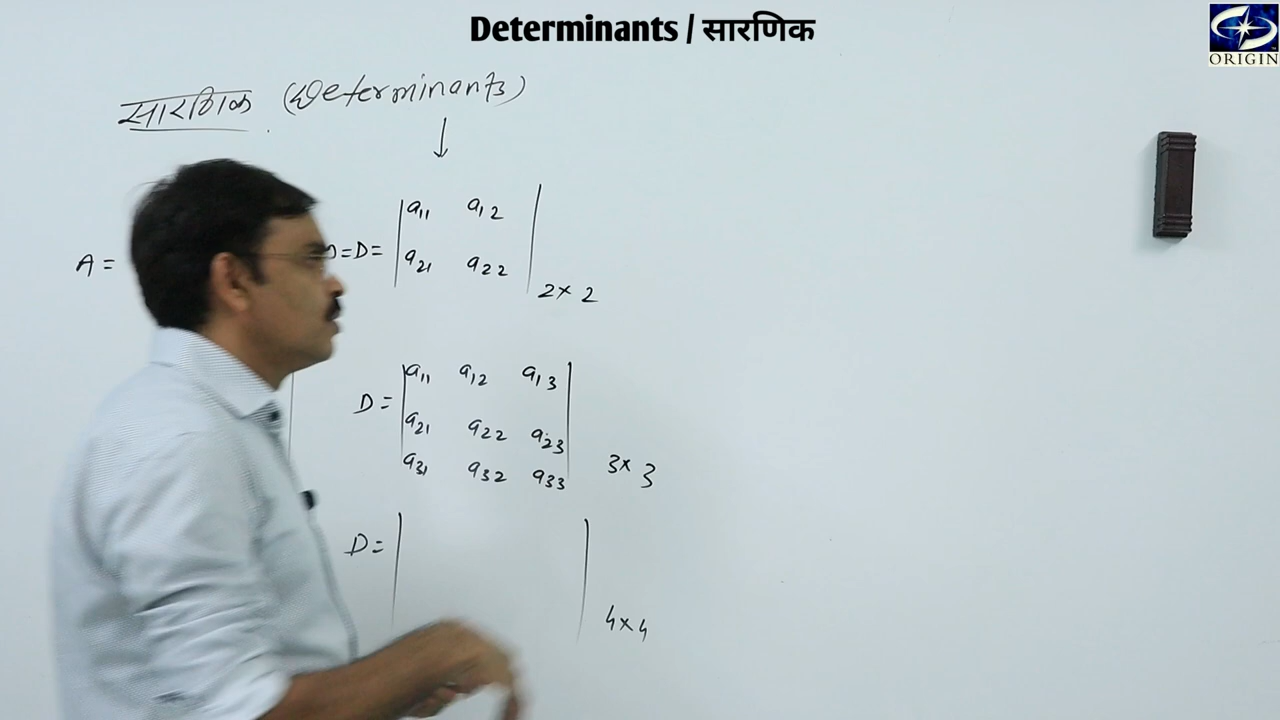 Determinants / सारणिक
ORIGIN
सारणिक (Determinants)
↓
A =
=D= | a₁₁ a₁₂ |
| a₂₁ a₂₂ | 2×2
D= | a₁₁ a₁₂ a₁₃ |
| a₂₁ a₂₂ a₂₃ |
| a₃₁ a₃₂ a₃₃ | 3×3
D= | | 4×4